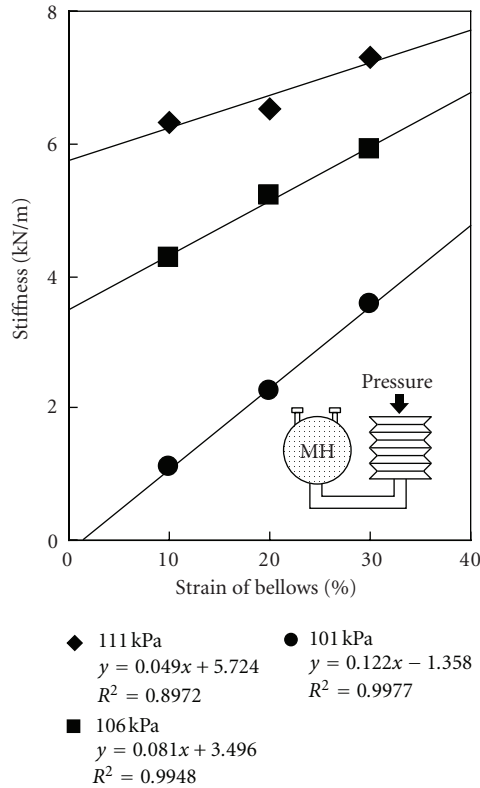 8
6
4
2
0
Stiffness (kN/m)
Pressure
MH
0 10 20 30 40
Strain of bellows (%)
111 kPa
y = 0.049x + 5.724
R² = 0.8972
106 kPa
y = 0.081x + 3.496
R² = 0.9948
101 kPa
y = 0.122x − 1.358
R² = 0.9977